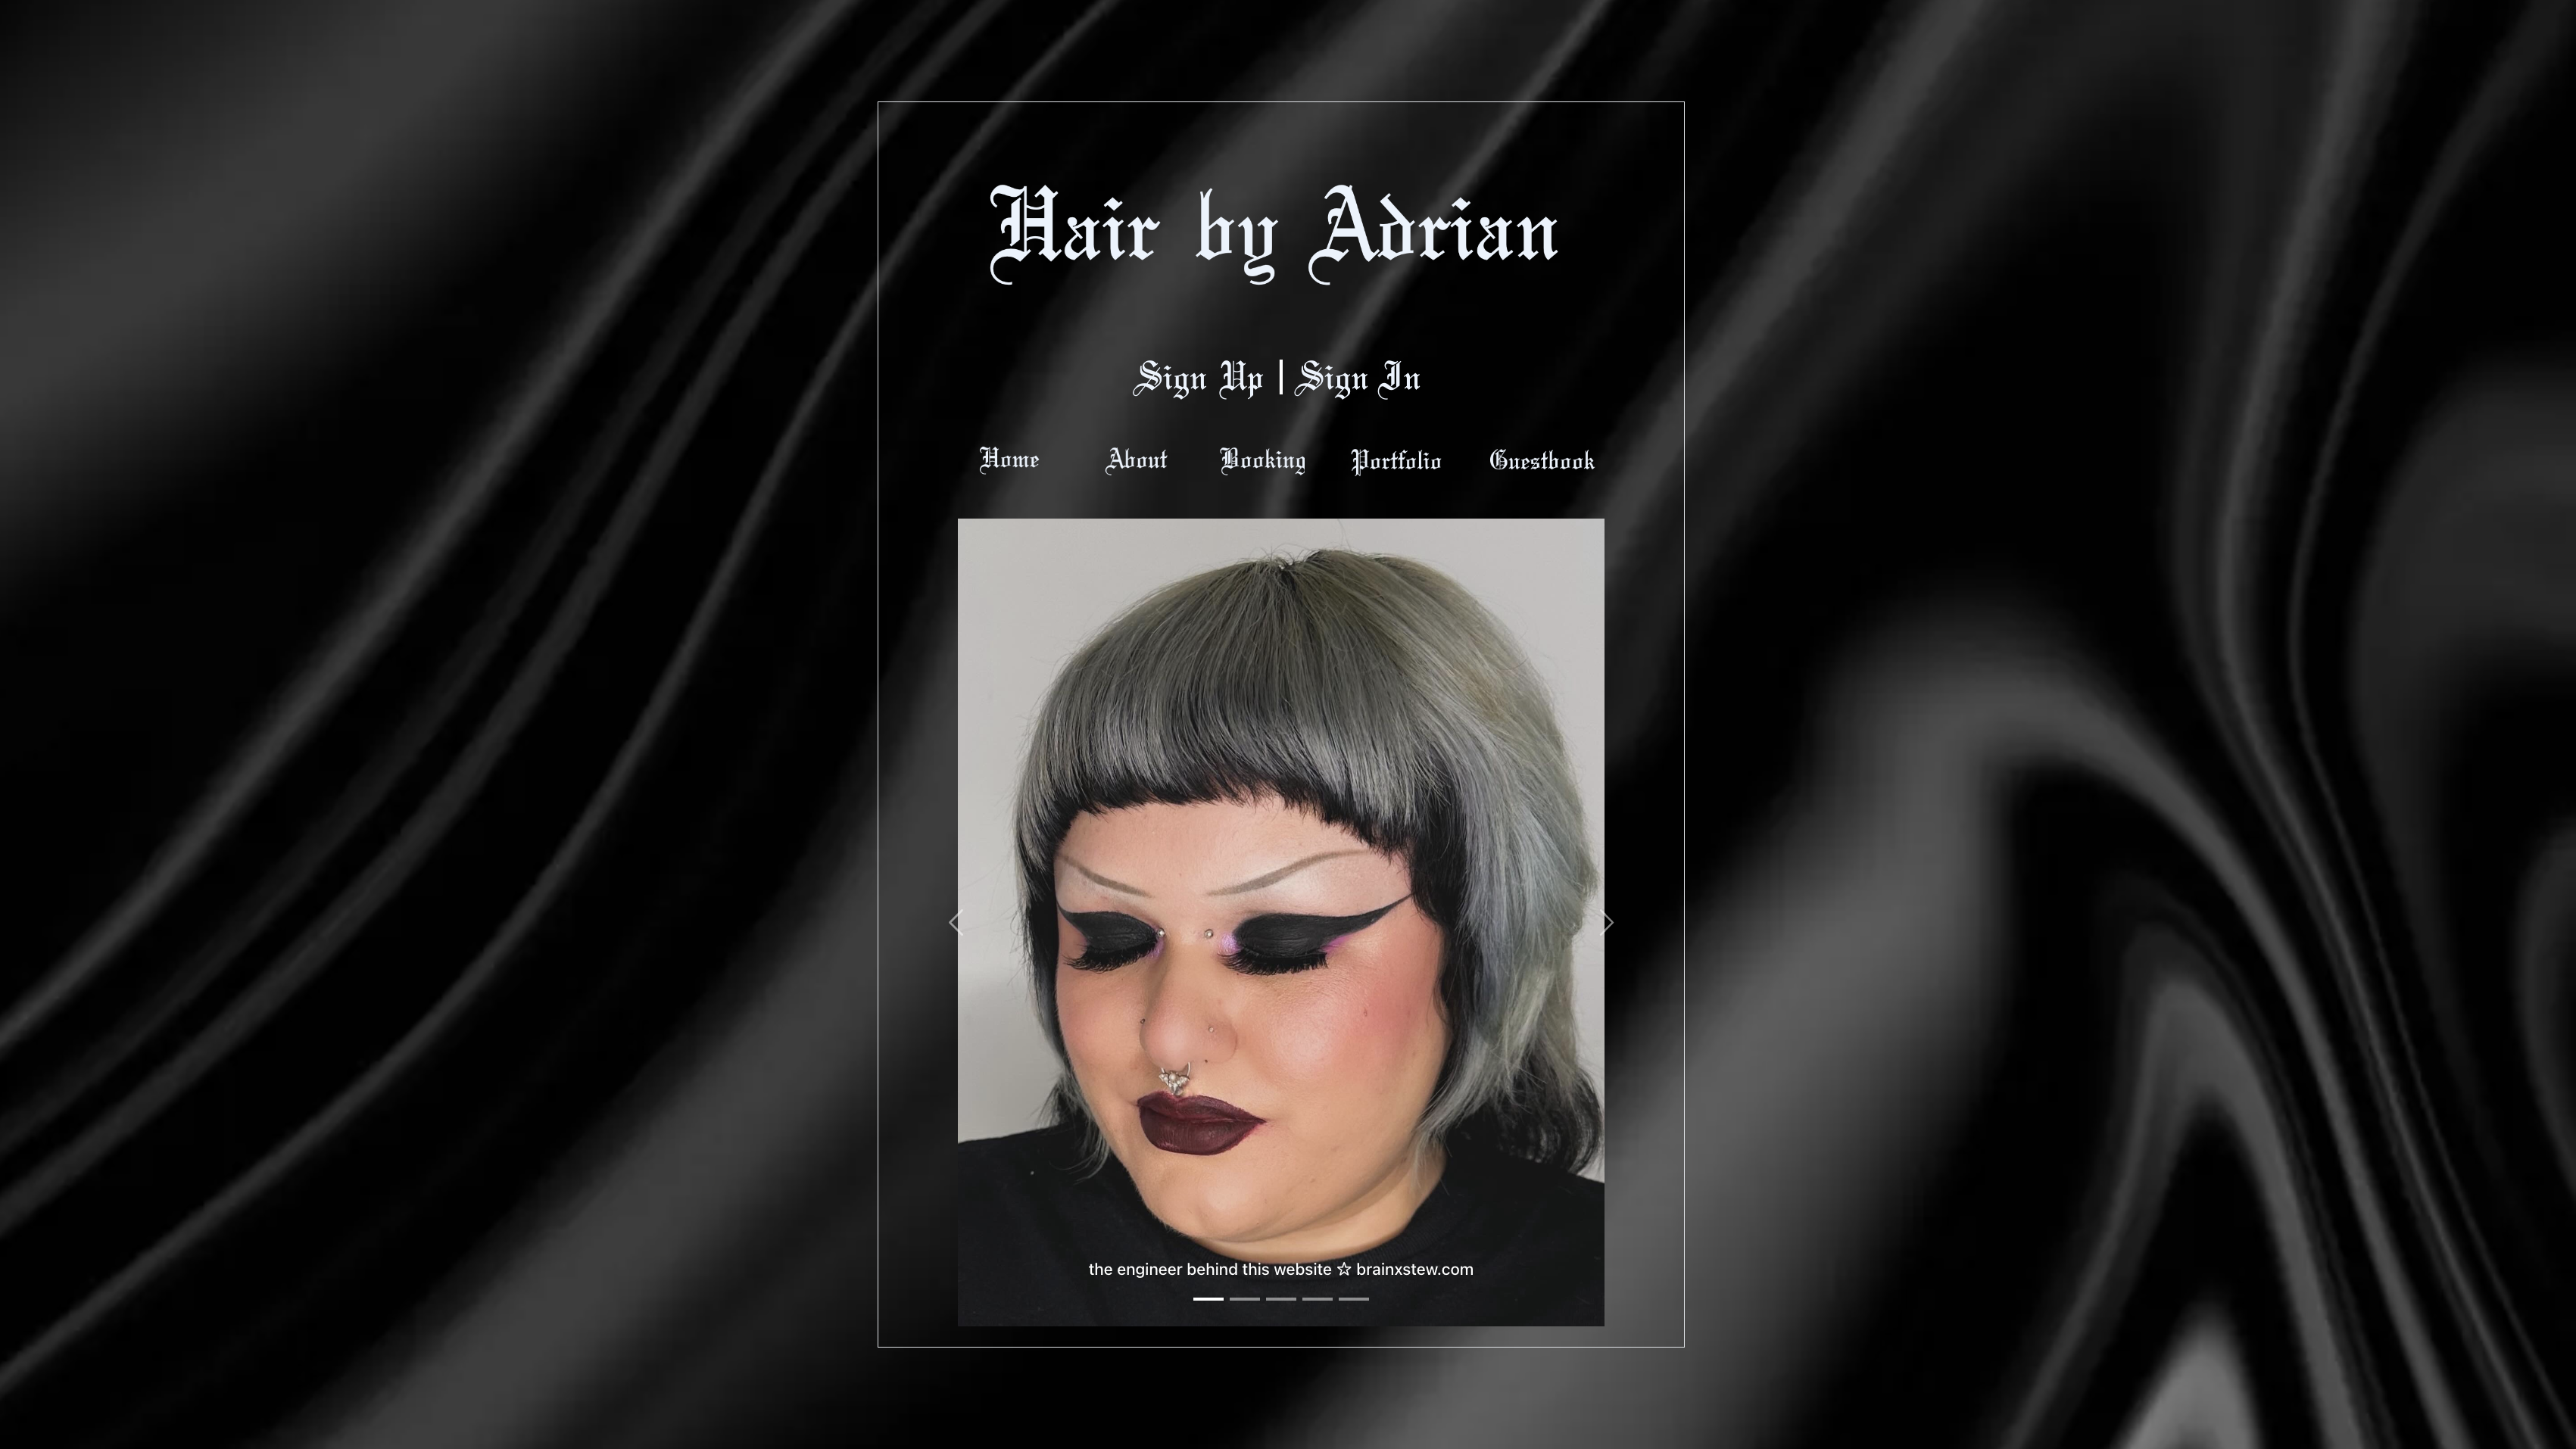 Hair by Adrian
Sign Up | Sign In
Home About Booking Portfolio Guestbook
the engineer behind this website ☆ brainxstew.com